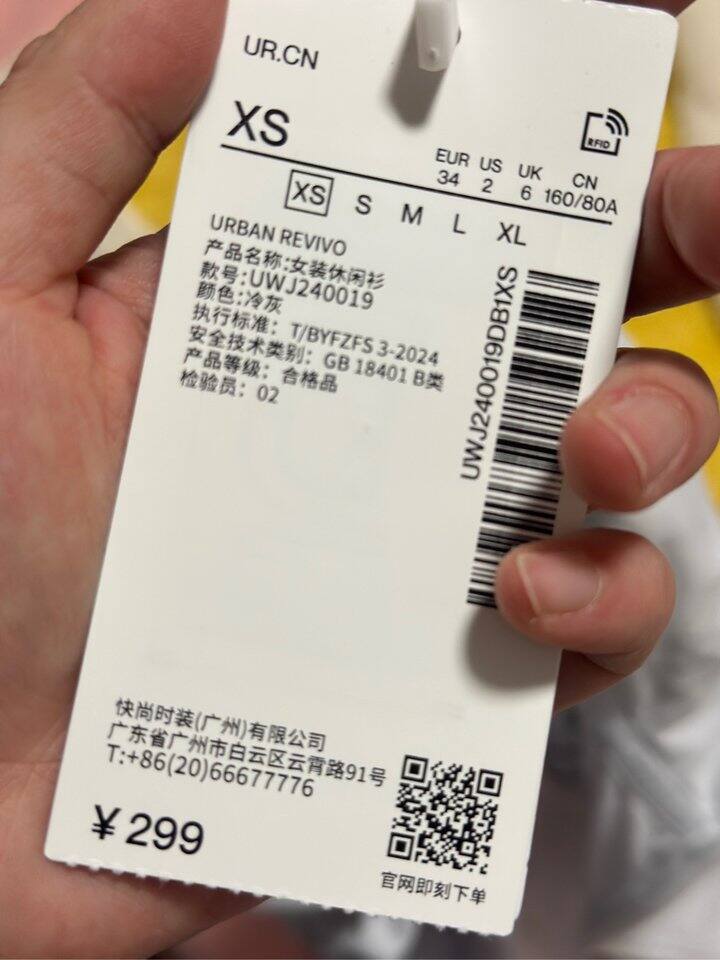 UR.CN
XS
RFID
EUR US UK CN
34 2 6 160/80A
XS S M L XL
URBAN REVIVO
产品名称:女装休闲衫
款号:UWJ240019
颜色:冷灰
执行标准: T/BYFZFS 3-2024
安全技术类别: GB 18401 B类
产品等级: 合格品
检验员: 02
UWJ240019DB1XS
快尚时装(广州)有限公司
广东省广州市白云区云霄路91号
T:+86(20)66677776
¥299
官网即刻下单